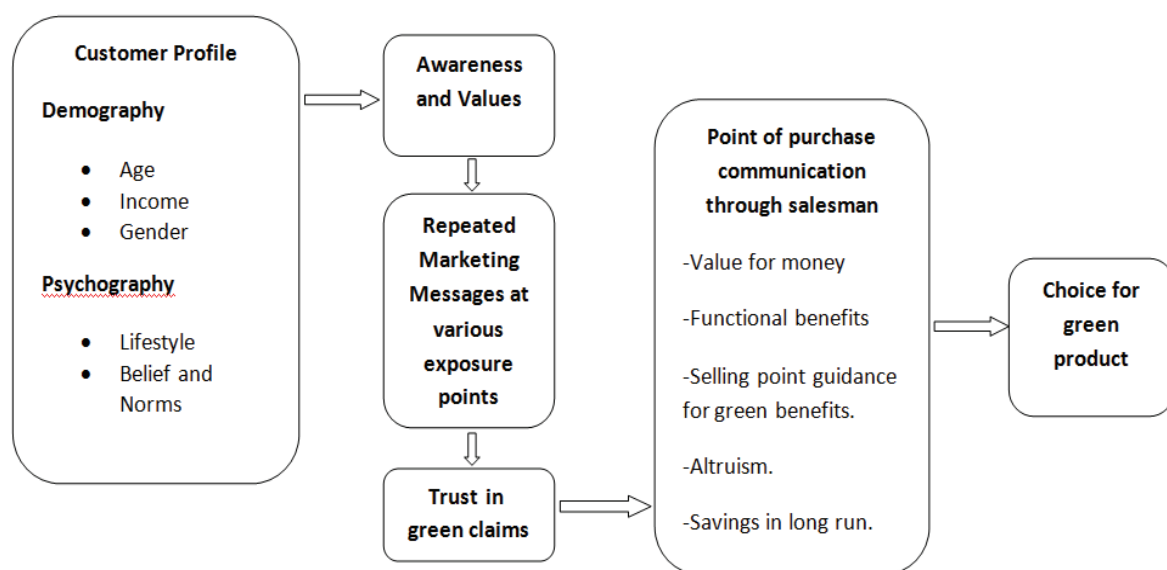 Customer Profile
Demography
• Age
• Income
• Gender
Psychography
• Lifestyle
• Belief and
Norms
Awareness
and Values
Repeated
Marketing
Messages at
various
exposure
points
Trust in
green claims
Point of purchase
communication
through salesman
-Value for money
-Functional benefits
-Selling point guidance
for green benefits.
-Altruism.
-Savings in long run.
Choice for
green
product